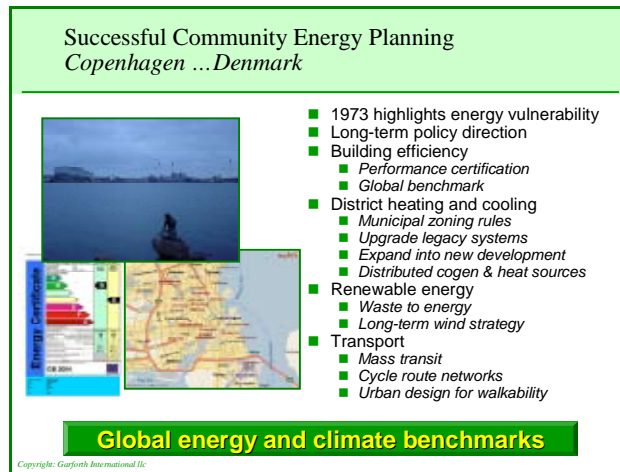 Successful Community Energy Planning
Copenhagen …Denmark
1973 highlights energy vulnerability
Long-term policy direction
Building efficiency
Performance certification
Global benchmark
District heating and cooling
Municipal zoning rules
Upgrade legacy systems
Expand into new development
Distributed cogen & heat sources
Renewable energy
Waste to energy
Long-term wind strategy
Transport
Mass transit
Cycle route networks
Urban design for walkability
Energy Certificate
Global energy and climate benchmarks
Copyright: Garforth International llc